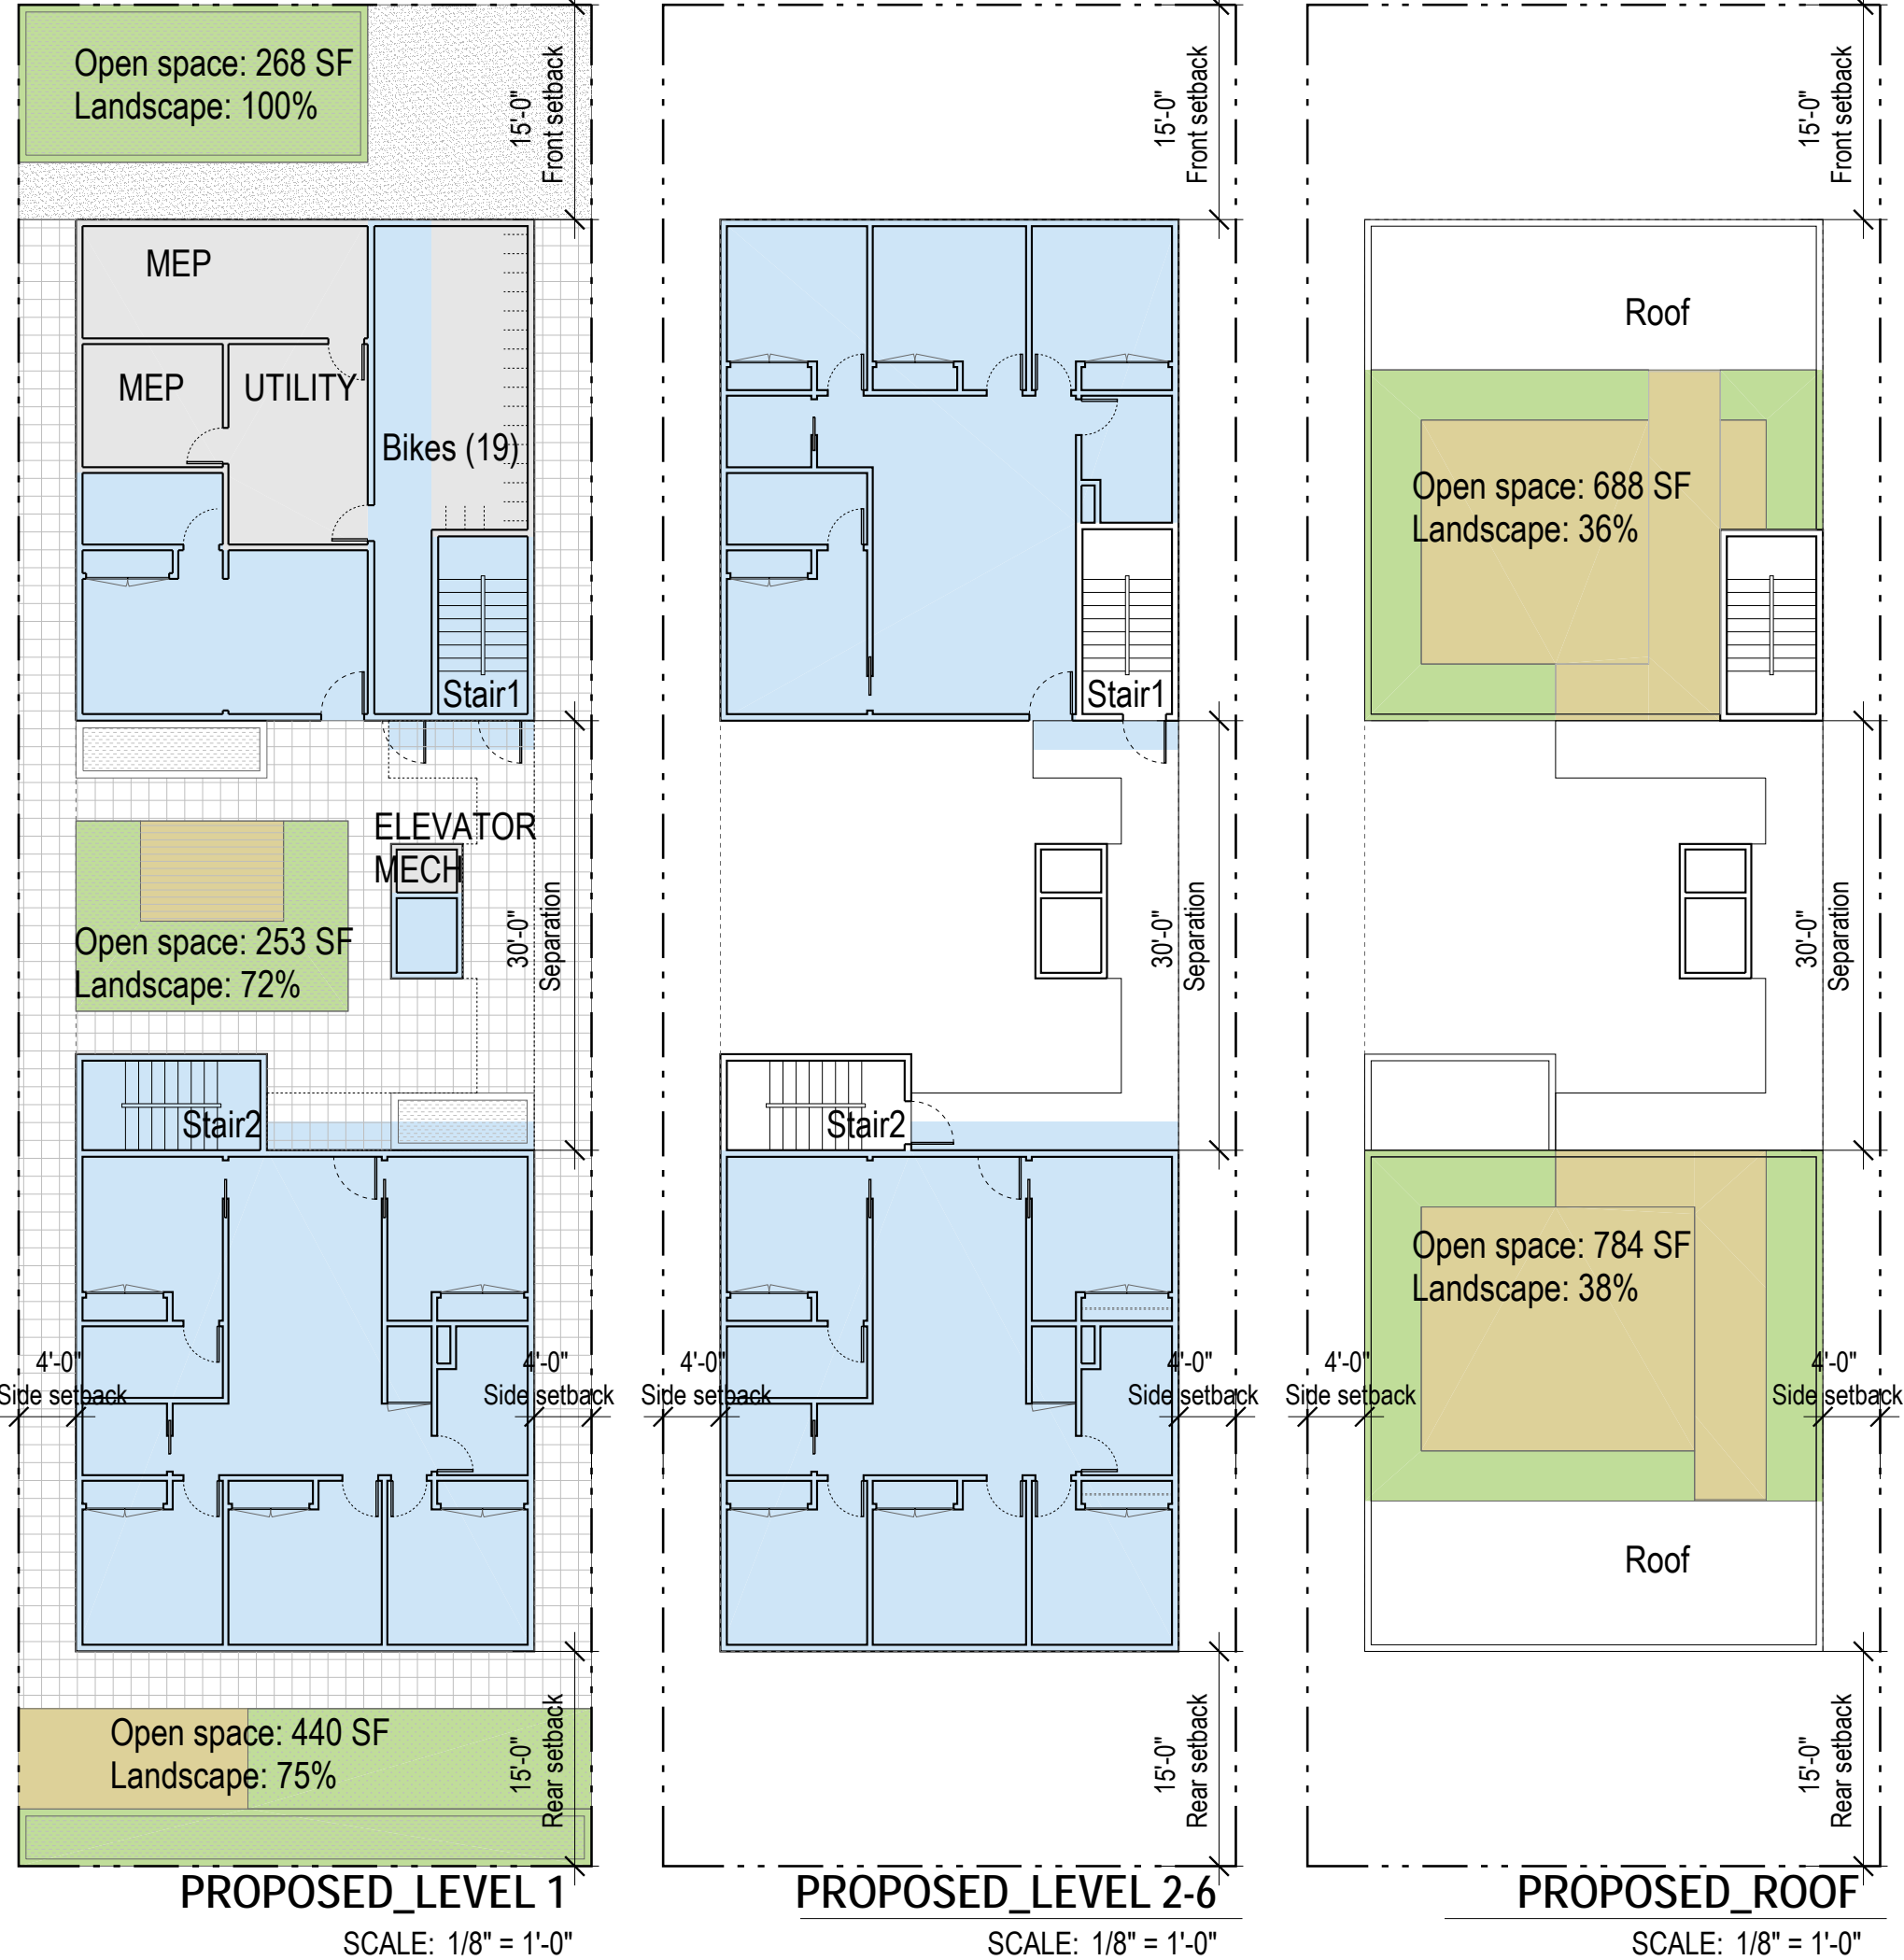 Open space: 268 SF
Landscape: 100%
15'-0"
Front setback
MEP
MEP
UTILITY
Bikes (19)
Stair1
ELEVATOR
MECH
Open space: 253 SF
Landscape: 72%
30'-0"
Separation
Stair2
4'-0"
Side setback
4'-0"
Side setback
Open space: 440 SF
Landscape: 75%
15'-0"
Rear setback
PROPOSED_LEVEL 1
SCALE: 1/8" = 1'-0"
15'-0"
Front setback
Stair1
30'-0"
Separation
Stair2
4'-0"
Side setback
4'-0"
Side setback
15'-0"
Rear setback
PROPOSED_LEVEL 2-6
SCALE: 1/8" = 1'-0"
15'-0"
Front setback
Roof
Open space: 688 SF
Landscape: 36%
30'-0"
Separation
Open space: 784 SF
Landscape: 38%
4'-0"
Side setback
4'-0"
Side setback
Roof
15'-0"
Rear setback
PROPOSED_ROOF
SCALE: 1/8" = 1'-0"